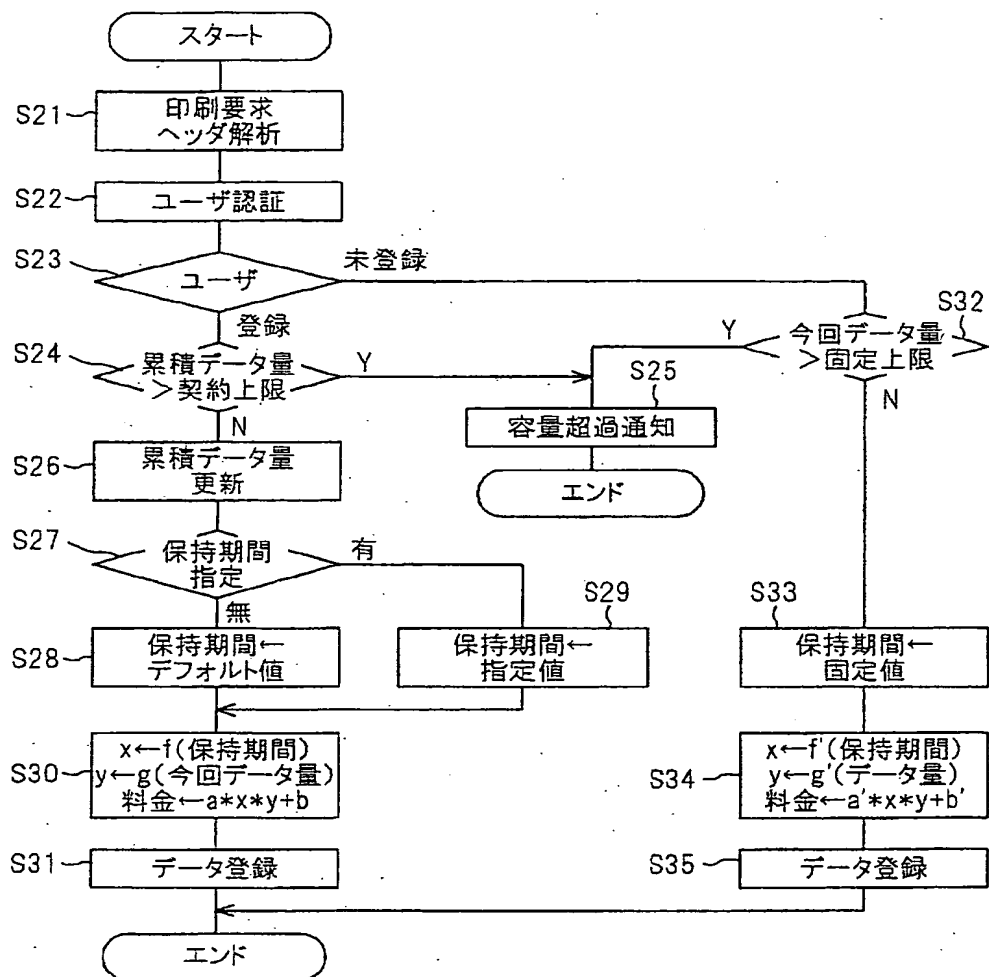 スタート
S21
印刷要求
ヘッダ解析
S22
ユーザ認証
S23
ユーザ
未登録
登録
S24
累積データ量
>契約上限
Y
N
S32
今回データ量
>固定上限
Y
N
S25
容量超過通知
エンド
S26
累積データ量
更新
S27
保持期間
指定
有
無
S28
保持期間←
デフォルト値
S29
保持期間←
指定値
S33
保持期間←
固定値
S30
x←f(保持期間)
y←g(今回データ量)
料金←a*x*y+b
S34
x←f'(保持期間)
y←g'(データ量)
料金←a'*x*y+b'
S31
データ登録
S35
データ登録
エンド